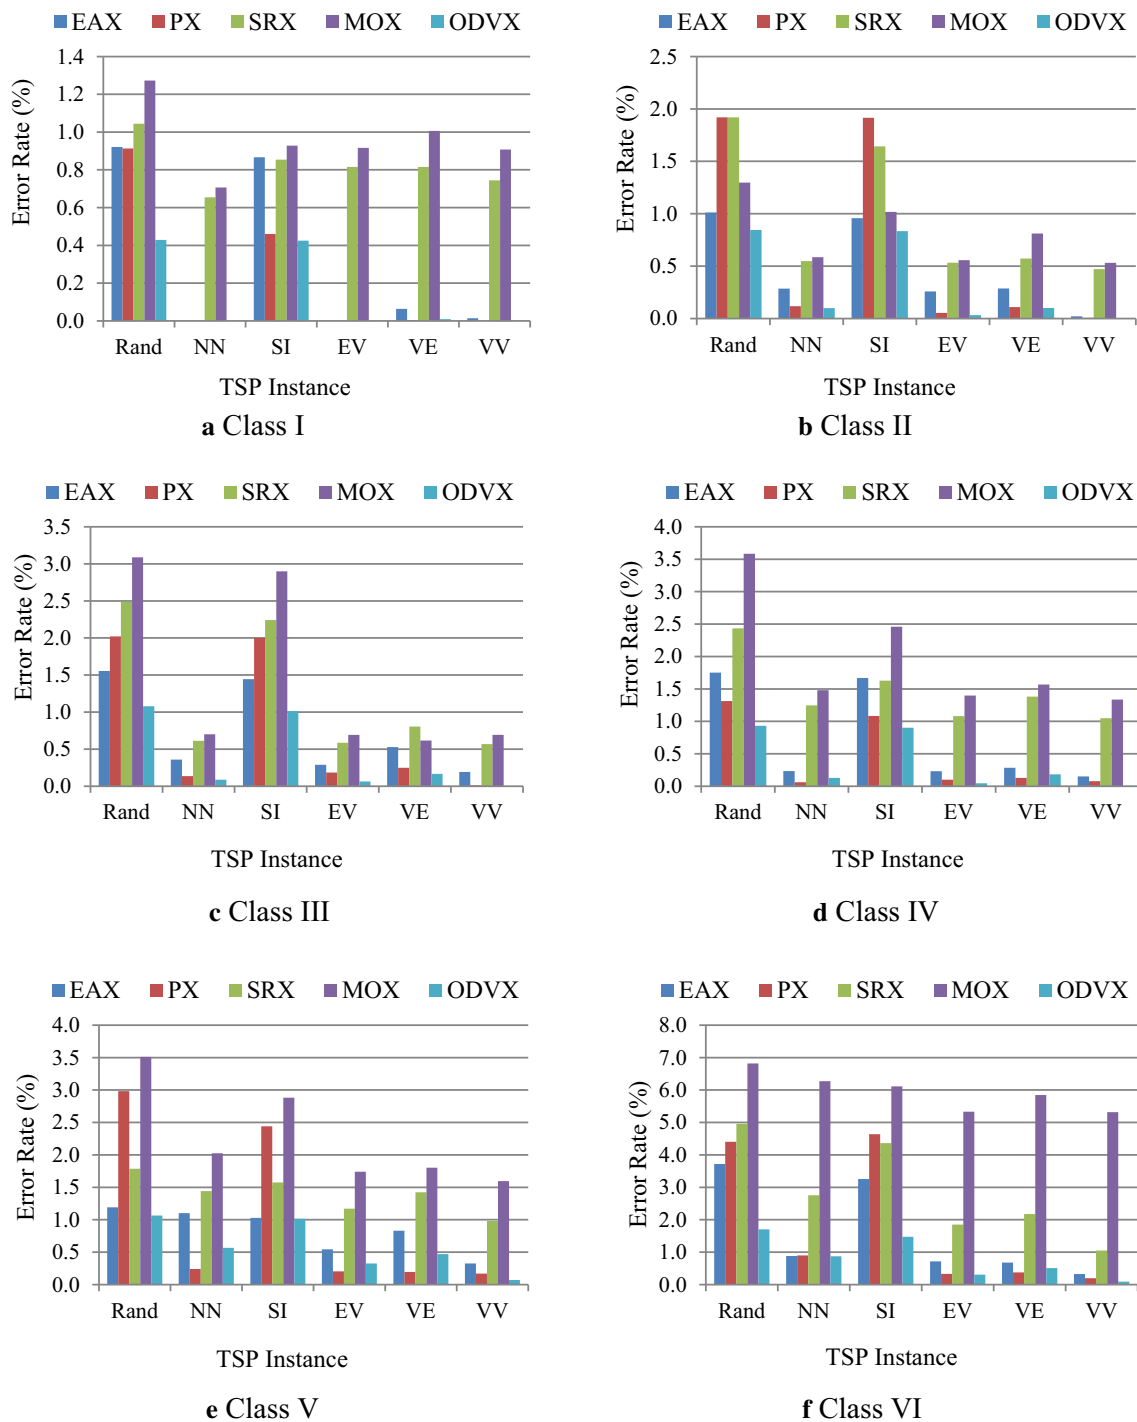 EAX PX SRX MOX ODVX
Error Rate (%)
1.4
1.2
1.0
0.8
0.6
0.4
0.2
0.0
Rand NN SI EV VE VV
TSP Instance
a Class I
EAX PX SRX MOX ODVX
Error Rate (%)
2.5
2.0
1.5
1.0
0.5
0.0
Rand NN SI EV VE VV
TSP Instance
b Class II
EAX PX SRX MOX ODVX
Error Rate (%)
3.5
3.0
2.5
2.0
1.5
1.0
0.5
0.0
Rand NN SI EV VE VV
TSP Instance
c Class III
EAX PX SRX MOX ODVX
Error Rate (%)
4.0
3.5
3.0
2.5
2.0
1.5
1.0
0.5
0.0
Rand NN SI EV VE VV
TSP Instance
d Class IV
EAX PX SRX MOX ODVX
Error Rate (%)
4.0
3.5
3.0
2.5
2.0
1.5
1.0
0.5
0.0
Rand NN SI EV VE VV
TSP Instance
e Class V
EAX PX SRX MOX ODVX
Error Rate (%)
8.0
7.0
6.0
5.0
4.0
3.0
2.0
1.0
0.0
Rand NN SI EV VE VV
TSP Instance
f Class VI